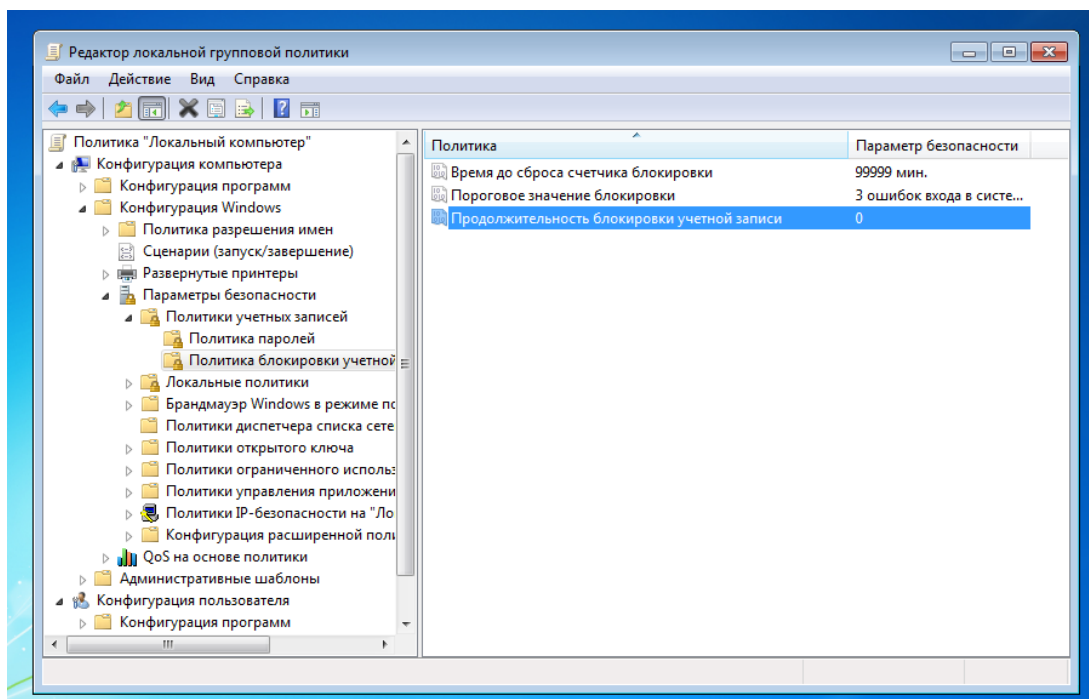 Редактор локальной групповой политики
Файл Действие Вид Справка
Политика "Локальный компьютер"
Конфигурация компьютера
Конфигурация программ
Конфигурация Windows
Политика разрешения имен
Сценарии (запуск/завершение)
Развернутые принтеры
Параметры безопасности
Политики учетных записей
Политика паролей
Политика блокировки учетной
Локальные политики
Брандмауэр Windows в режиме по
Политики диспетчера списка сете
Политики открытого ключа
Политики ограниченного использ
Политики управления приложени
Политики IP-безопасности на "Ло
Конфигурация расширенной поли
QoS на основе политики
Административные шаблоны
Конфигурация пользователя
Конфигурация программ
Политика Параметр безопасности
Время до сброса счетчика блокировки 99999 мин.
Пороговое значение блокировки 3 ошибок входа в систе...
Продолжительность блокировки учетной записи 0